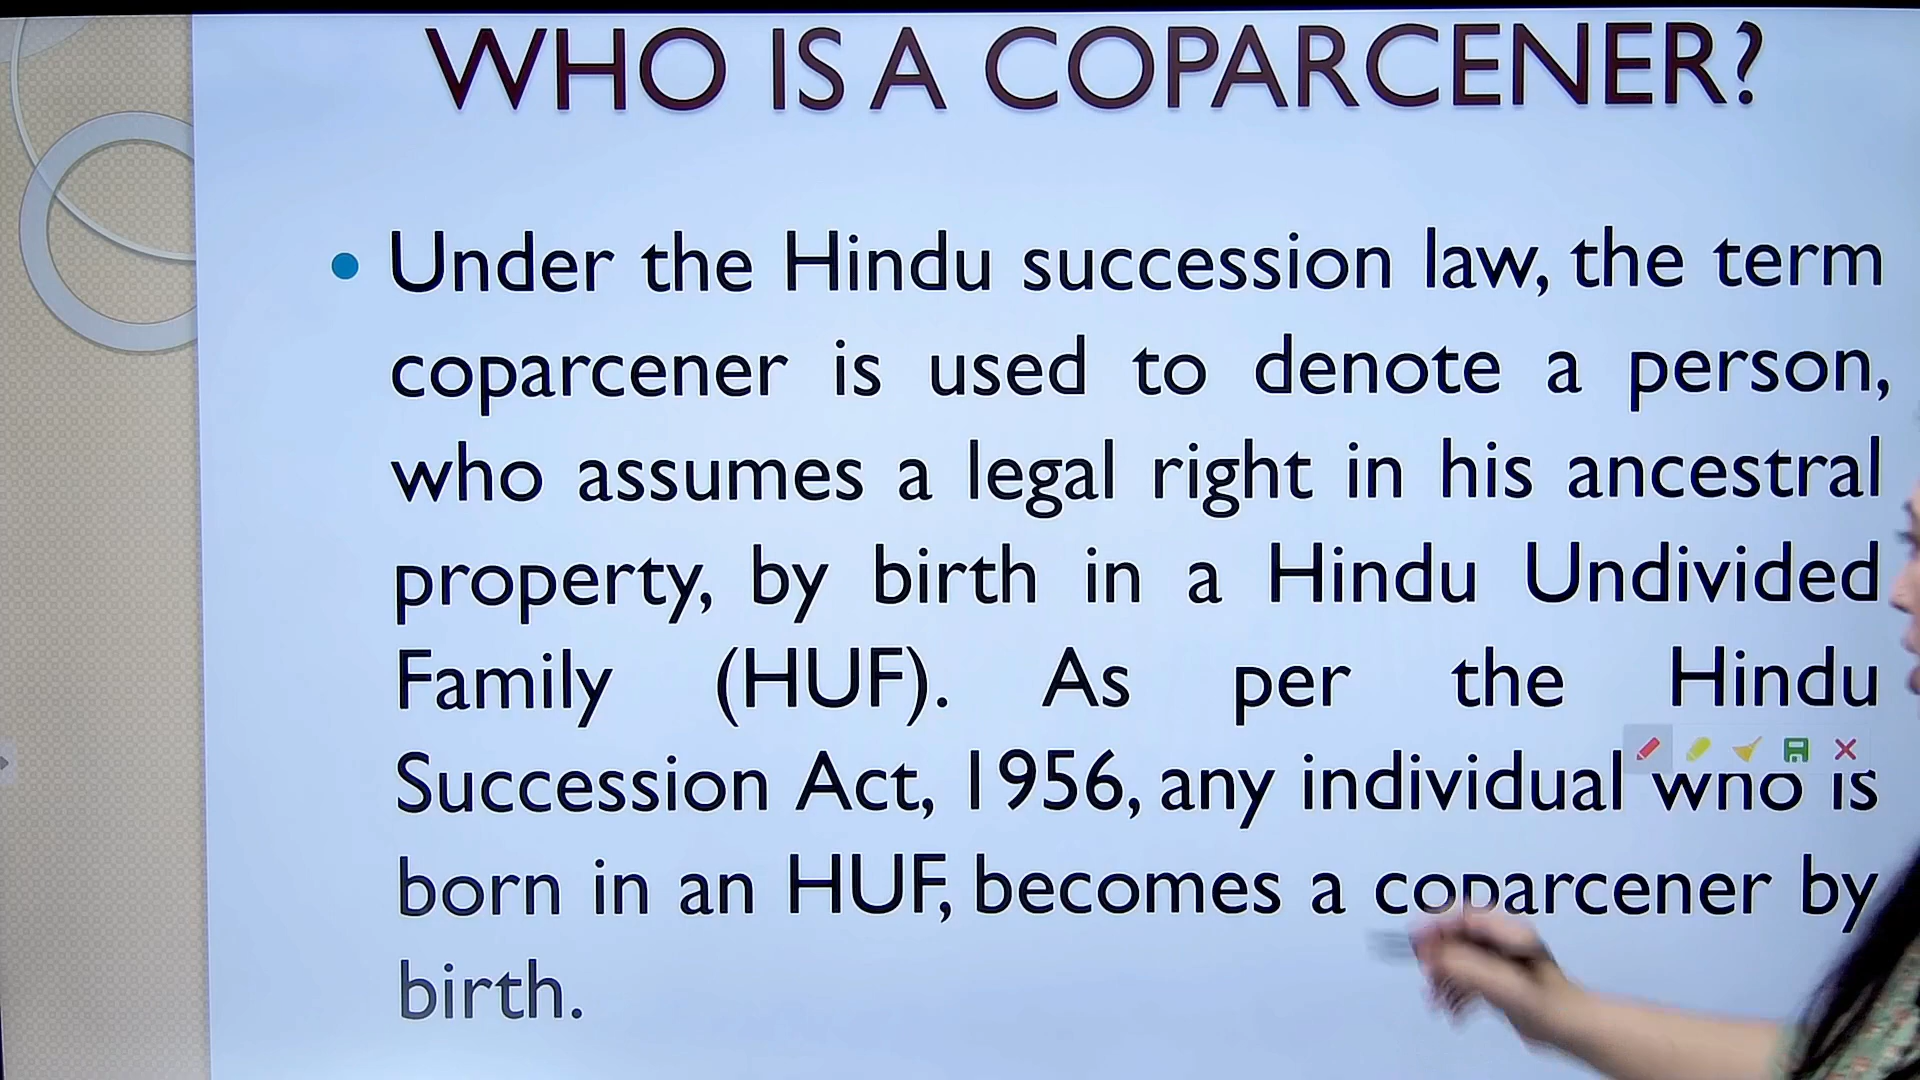 WHO IS A COPARCENER?
Under the Hindu succession law, the term
coparcener is used to denote a person,
who assumes a legal right in his ancestral
property, by birth in a Hindu Undivided
Family (HUF). As per the Hindu
Succession Act, 1956, any individual who is
born in an HUF, becomes a coparcener by
birth.